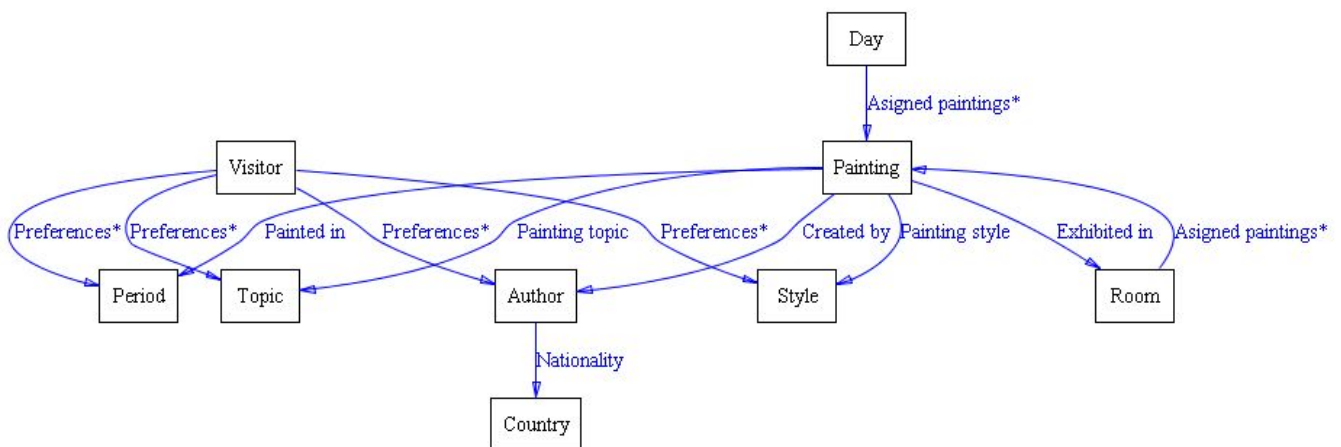 Day
Asigned paintings*
Visitor
Painting
Preferences*
Preferences*
Painted in
Preferences*
Painting topic
Preferences*
Created by
Painting style
Exhibited in
Asigned paintings*
Period
Topic
Author
Style
Room
Nationality
Country